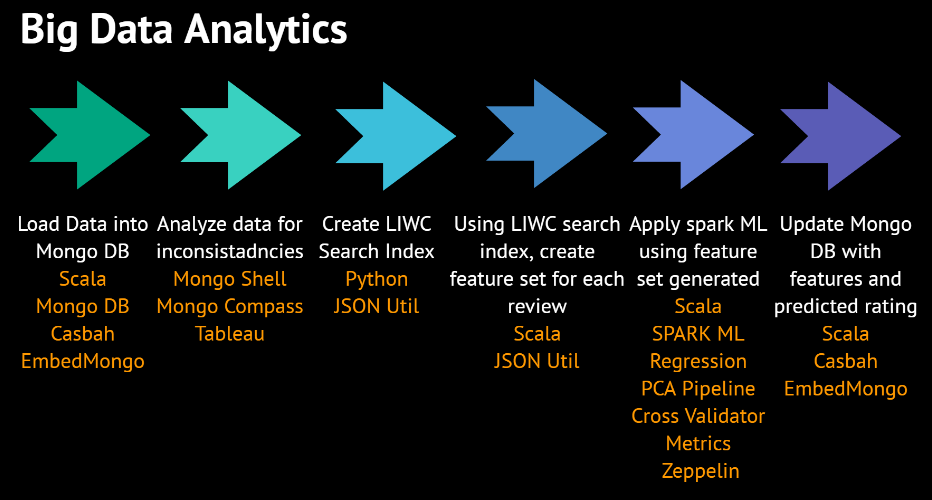 Big Data Analytics
Load Data into
Mongo DB
Scala
Mongo DB
Casbah
EmbedMongo
Analyze data for
inconsistadncies
Mongo Shell
Mongo Compass
Tableau
Create LIWC
Search Index
Python
JSON Util
Using LIWC search
index, create
feature set for each
review
Scala
JSON Util
Apply spark ML
using feature
set generated
Scala
SPARK ML
Regression
PCA Pipeline
Cross Validator
Metrics
Zeppelin
Update Mongo
DB with
features and
predicted rating
Scala
Casbah
EmbedMongo